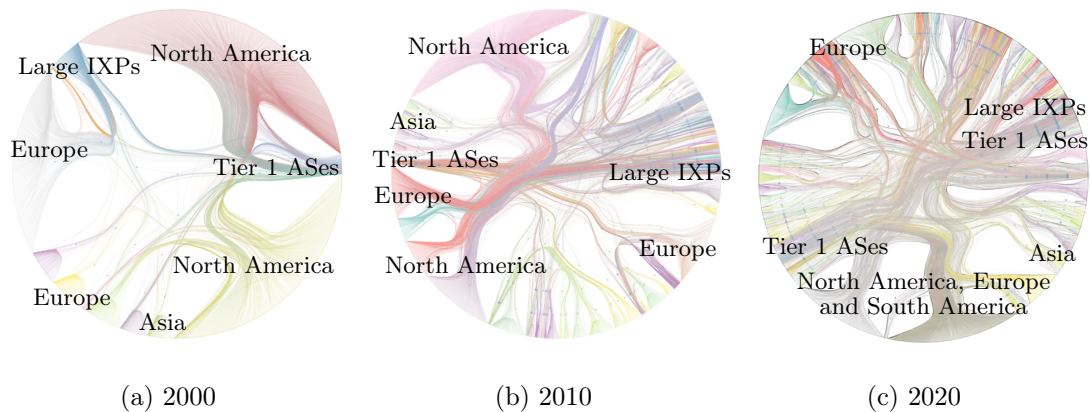 North America
Large IXPs
Europe
Tier 1 ASes
North America
Europe
Asia
(a) 2000
North America
Asia
Tier 1 ASes
Large IXPs
Europe
Europe
North America
(b) 2010
Europe
Large IXPs
Tier 1 ASes
Tier 1 ASes
Asia
North America, Europe
and South America
(c) 2020